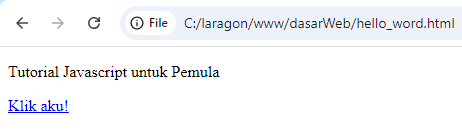 File C:/laragon/www/dasarWeb/hello_word.html
Tutorial Javascript untuk Pemula
Klik aku!